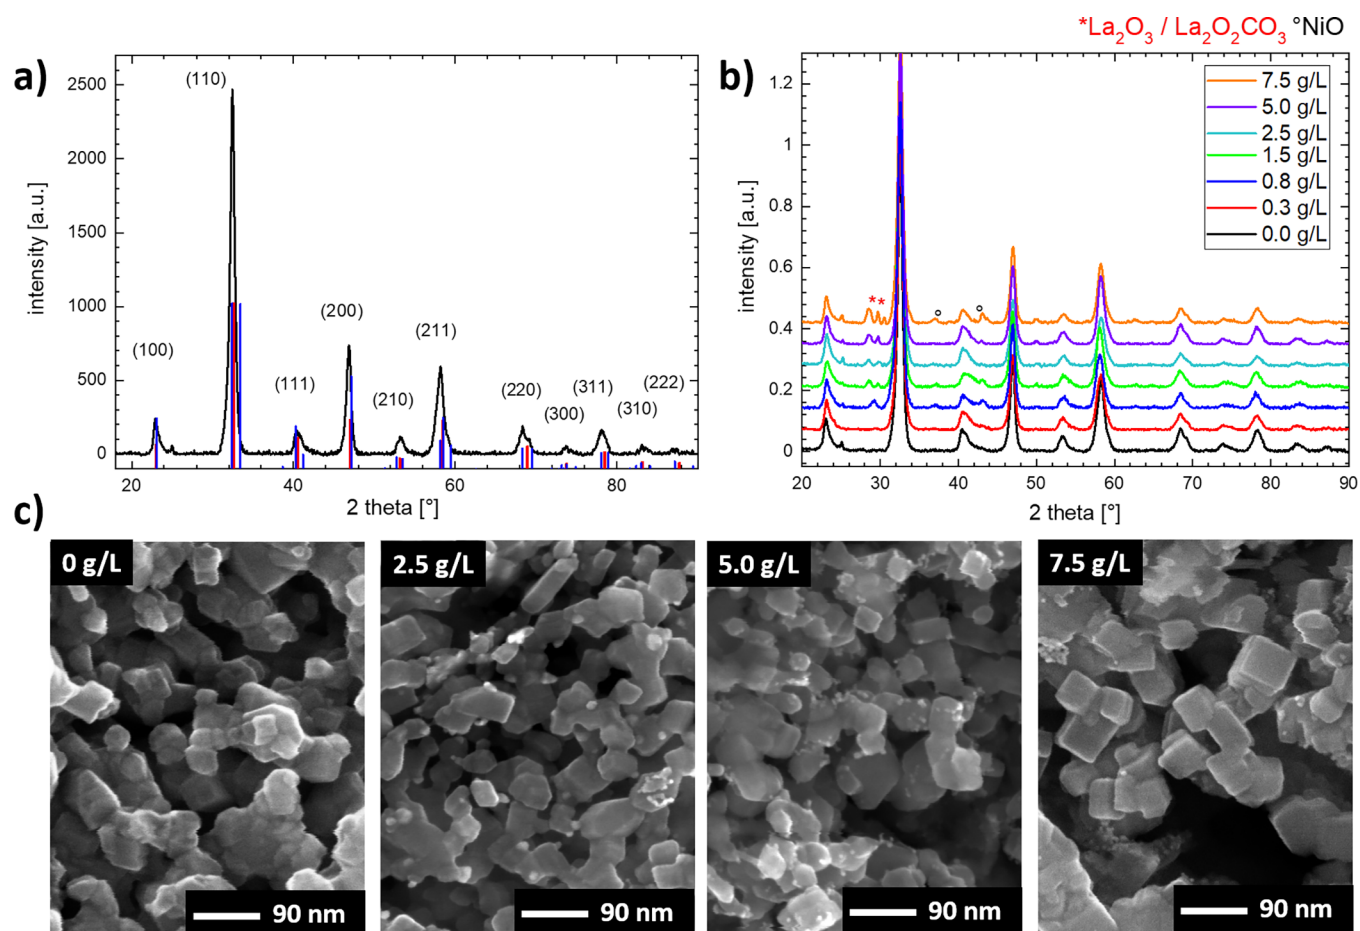 *La₂O₃ / La₂O₂CO₃ °NiO
a)
intensity [a.u.]
2500
2000
1500
1000
500
0
(100)
(110)
(111)
(200)
(210)
(211)
(220)
(300)
(311)
(310)
(222)
20
40
60
80
2 theta [°]
b)
intensity [a.u.]
1.2
1
0.8
0.6
0.4
0.2
0
7.5 g/L
5.0 g/L
2.5 g/L
1.5 g/L
0.8 g/L
0.3 g/L
0.0 g/L
* *
° °
20
30
40
50
60
70
80
90
2 theta [°]
c)
0 g/L
90 nm
2.5 g/L
90 nm
5.0 g/L
90 nm
7.5 g/L
90 nm